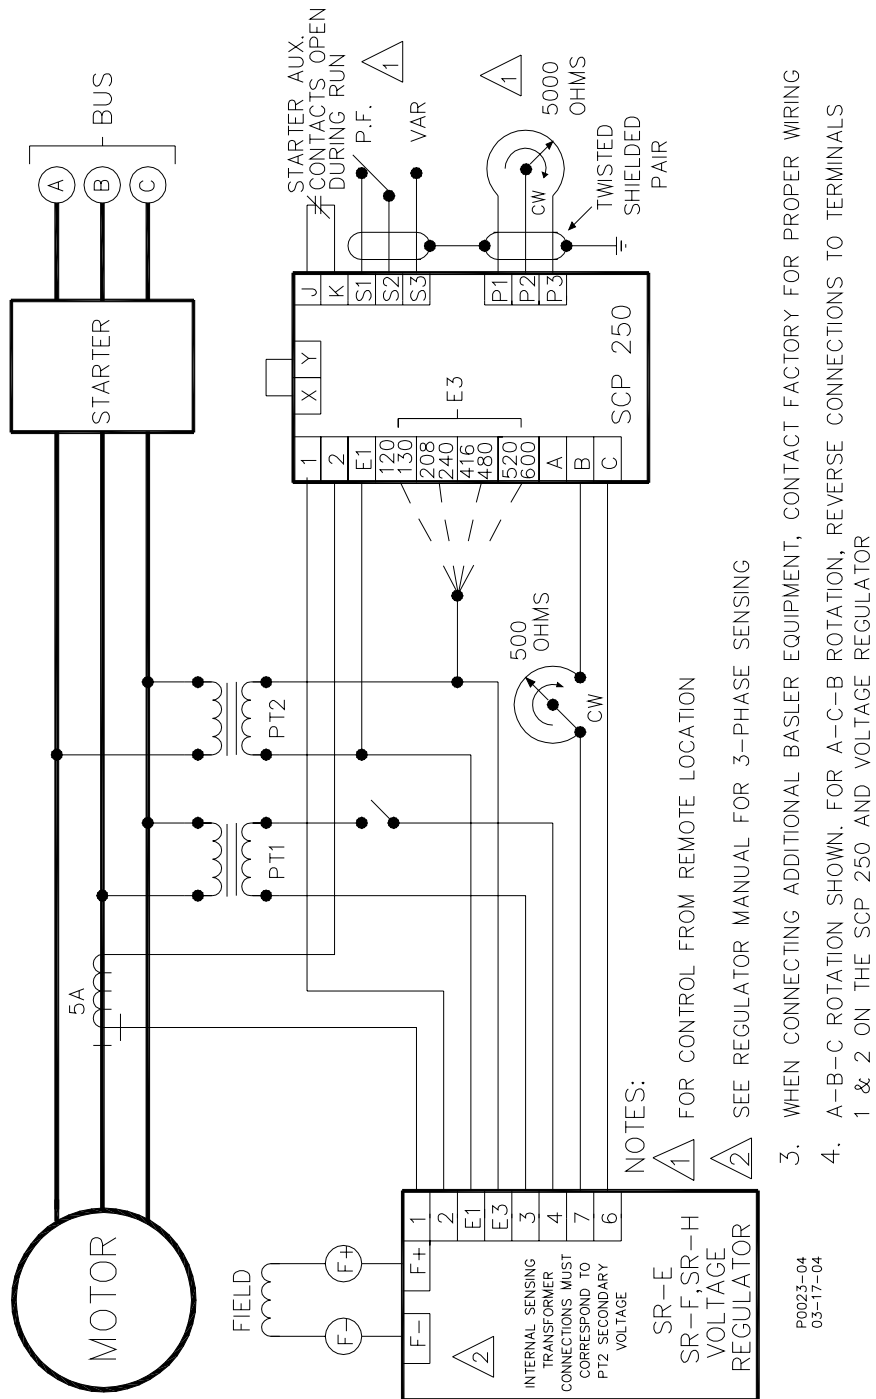 MOTOR
STARTER
A
B
C
BUS
5A
PT1
PT2
FIELD
F-
F+
F-
F+
1
2
E1
E3
3
4
7
6
2
INTERNAL SENSING
TRANSFORMER
CONNECTIONS MUST
CORRESPOND TO
PT2 SECONDARY
VOLTAGE
SR-E
SR-F,SR-H
VOLTAGE
REGULATOR
500
OHMS
CW
1
2
E1
120
130
208
240
416
480
520
600
A
B
C
E3
X
Y
J
K
S1
S2
S3
P1
P2
P3
SCP 250
STARTER AUX.
CONTACTS OPEN
DURING RUN
P.F.
VAR
1
1
5000
OHMS
CW
TWISTED
SHIELDED
PAIR
NOTES:
1 FOR CONTROL FROM REMOTE LOCATION
2 SEE REGULATOR MANUAL FOR 3-PHASE SENSING
3. WHEN CONNECTING ADDITIONAL BASLER EQUIPMENT, CONTACT FACTORY FOR PROPER WIRING
4. A-B-C ROTATION SHOWN. FOR A-C-B ROTATION, REVERSE CONNECTIONS TO TERMINALS
1 & 2 ON THE SCP 250 AND VOLTAGE REGULATOR
P0023-04
03-17-04